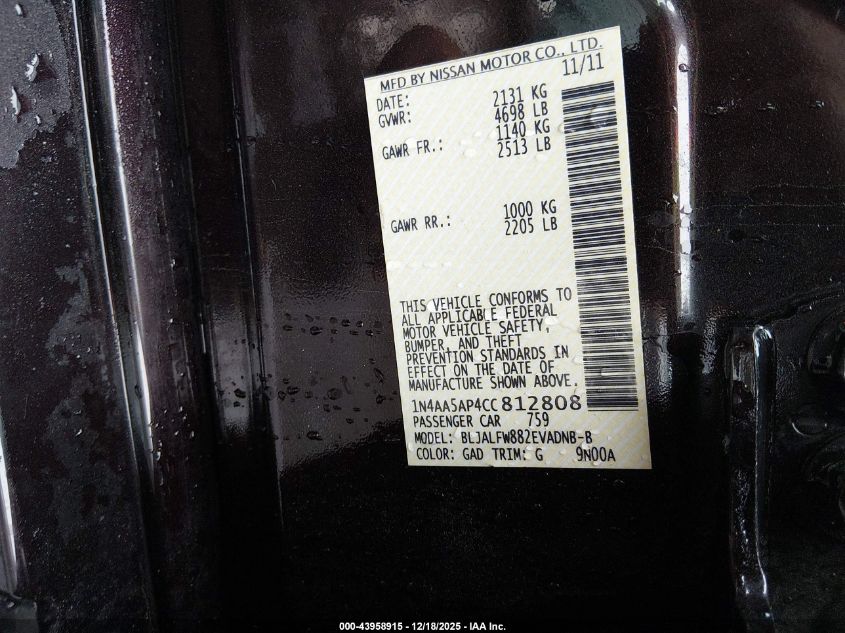 MFD BY NISSAN MOTOR CO., LTD.
DATE: 11/11
GVWR: 2131 KG
4698 LB
GAWR FR.: 1140 KG
2513 LB
GAWR RR.: 1000 KG
2205 LB
THIS VEHICLE CONFORMS TO
ALL APPLICABLE FEDERAL
MOTOR VEHICLE SAFETY,
BUMPER, AND THEFT
PREVENTION STANDARDS IN
EFFECT ON THE DATE OF
MANUFACTURE SHOWN ABOVE.
1N4AA5AP4CC812808
PASSENGER CAR 759
MODEL: BLJALFW882EVADNB-B
COLOR: GAD TRIM: G 9N00A
000-43958915 - 12/18/2025 - IAA Inc.